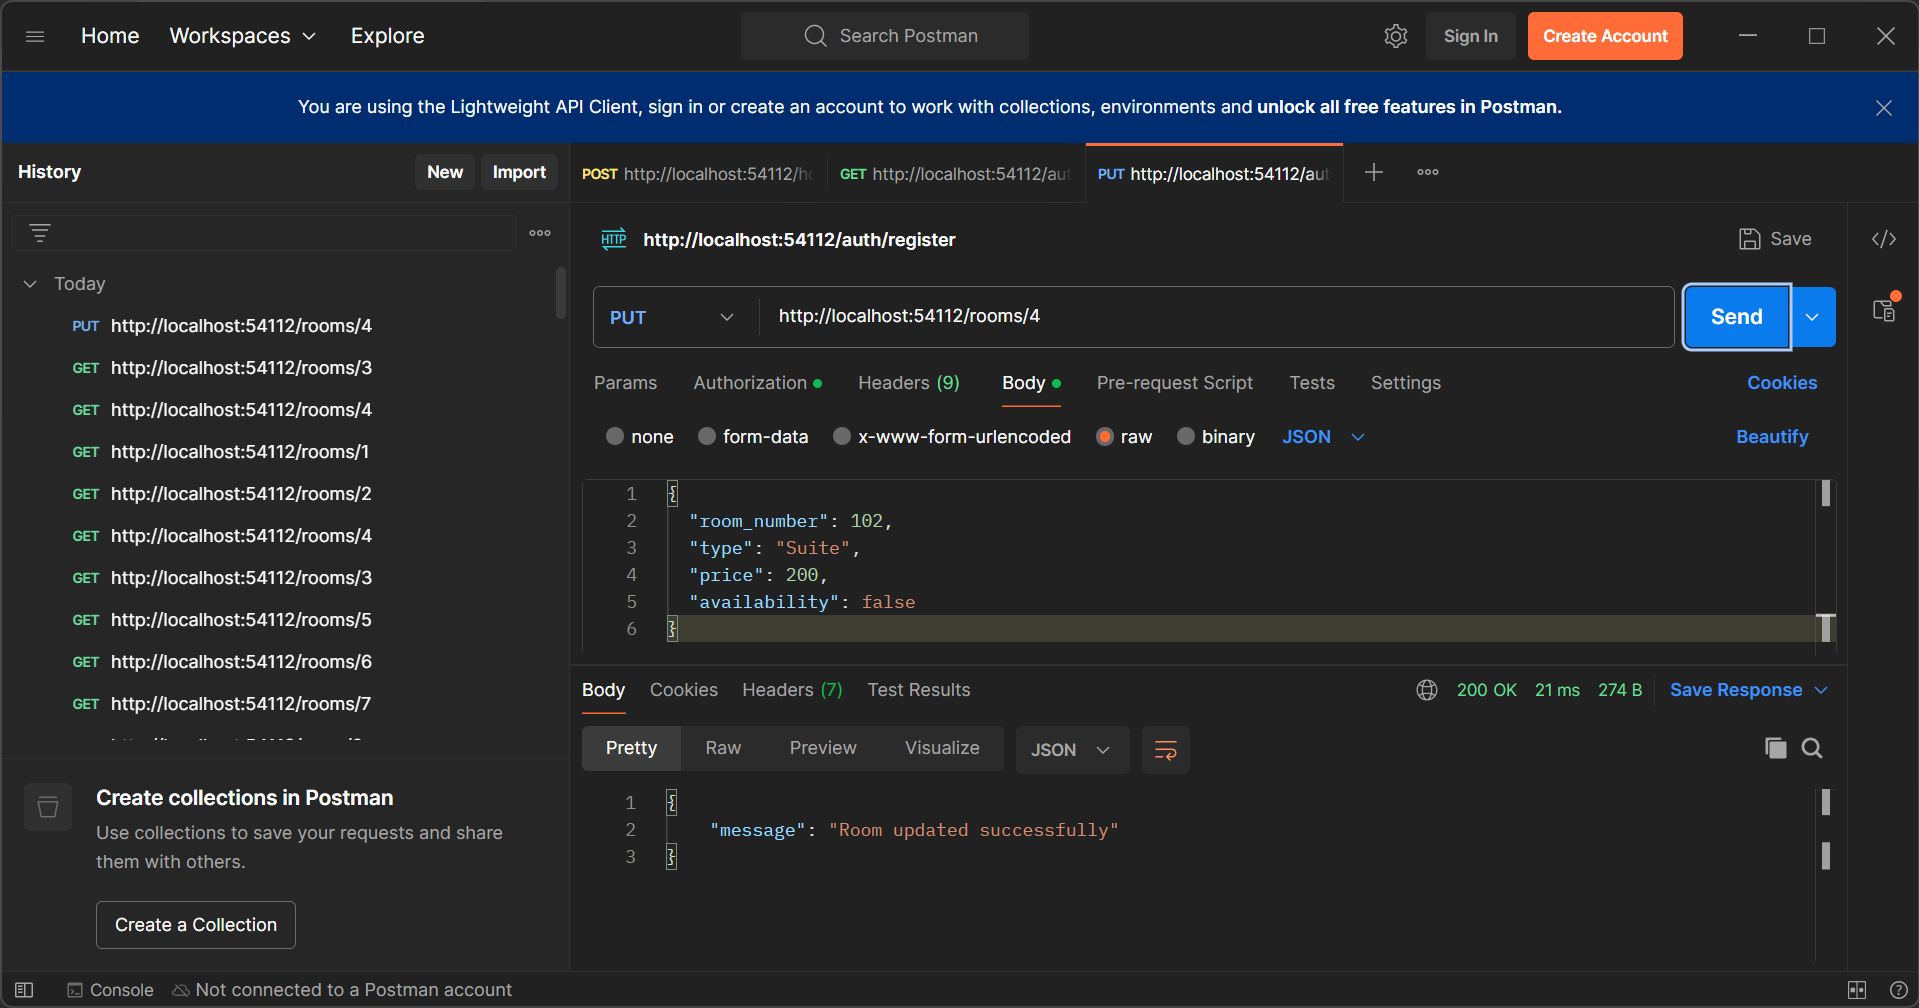 Home Workspaces Explore Search Postman Sign In Create Account
You are using the Lightweight API Client, sign in or create an account to work with collections, environments and unlock all free features in Postman.
History New Import
Today
PUT http://localhost:54112/rooms/4
GET http://localhost:54112/rooms/3
GET http://localhost:54112/rooms/4
GET http://localhost:54112/rooms/1
GET http://localhost:54112/rooms/2
GET http://localhost:54112/rooms/4
GET http://localhost:54112/rooms/3
GET http://localhost:54112/rooms/5
GET http://localhost:54112/rooms/6
GET http://localhost:54112/rooms/7
Create collections in Postman
Use collections to save your requests and share
them with others.
Create a Collection
POST http://localhost:54112/ho GET http://localhost:54112/aut PUT http://localhost:54112/aut
HTTP http://localhost:54112/auth/register Save
PUT http://localhost:54112/rooms/4 Send
Params Authorization Headers (9) Body Pre-request Script Tests Settings Cookies
none form-data x-www-form-urlencoded raw binary JSON Beautify
1 {
2 "room_number": 102,
3 "type": "Suite",
4 "price": 200,
5 "availability": false
6 }
Body Cookies Headers (7) Test Results 200 OK 21 ms 274 B Save Response
Pretty Raw Preview Visualize JSON
1 {
2 "message": "Room updated successfully"
3 }
Console Not connected to a Postman account